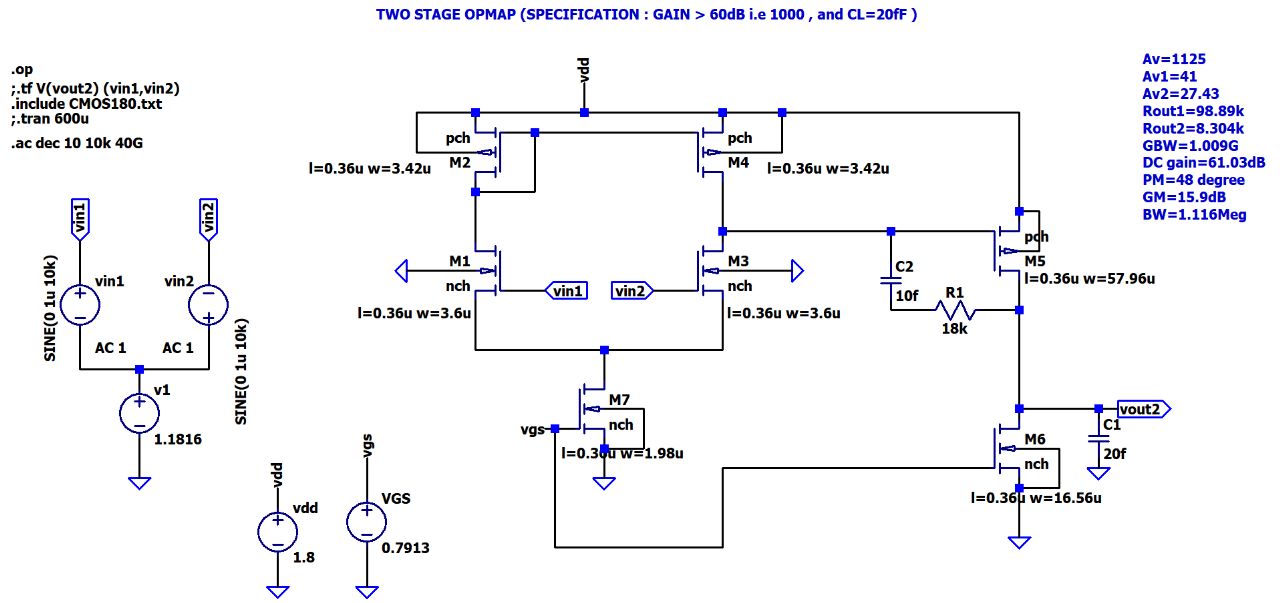 TWO STAGE OPMAP (SPECIFICATION : GAIN > 60dB i.e 1000 , and CL=20fF )
.op
;.tf V(vout2) (vin1,vin2)
.include CMOS180.txt
;.tran 600u
.ac dec 10 10k 40G
Av=1125
Av1=41
Av2=27.43
Rout1=98.89k
Rout2=8.304k
GBW=1.009G
DC gain=61.03dB
PM=48 degree
GM=15.9dB
BW=1.116Meg
vdd
pch
M2
l=0.36u w=3.42u
pch
M4
l=0.36u w=3.42u
vin1
vin2
vin1
SINE(0 1u 10k)
AC 1
vin2
SINE(0 1u 10k)
AC 1
v1
1.1816
M1
nch
l=0.36u w=3.6u
vin1
vin2
M3
nch
l=0.36u w=3.6u
C2
10f
R1
18k
pch
M5
l=0.36u w=57.96u
vgs
M7
nch
l=0.36u w=1.98u
vout2
C1
20f
M6
nch
l=0.36u w=16.56u
vdd
vdd
1.8
vgs
VGS
0.7913